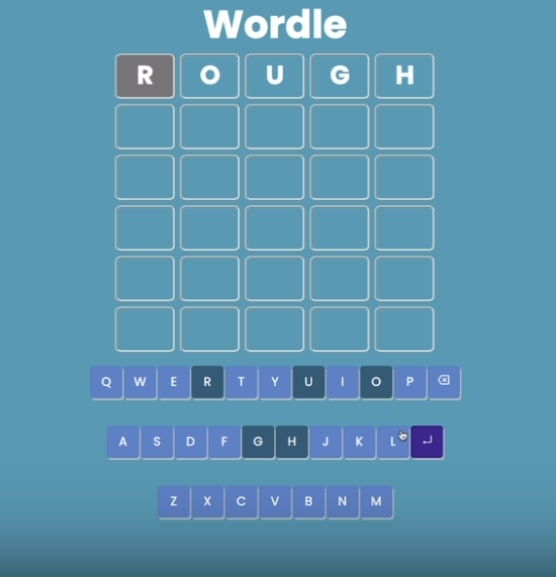 Wordle
R O U G H
Q W E R T Y U I O P
A S D F G H J K L
Z X C V B N M